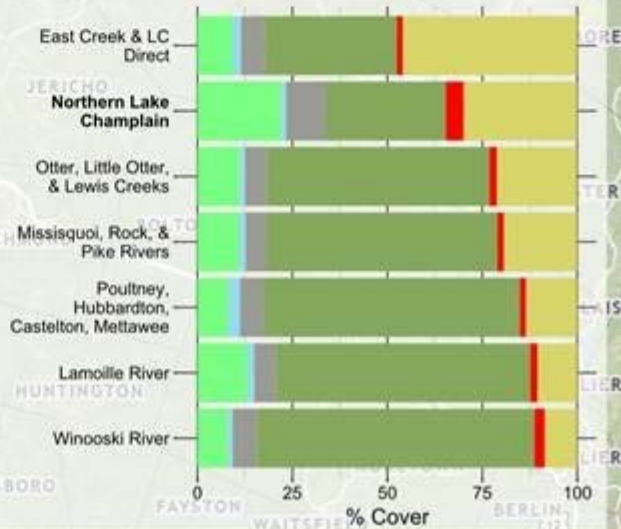 East Creek & LC
Direct
JERICHO
Northern Lake
Champlain
Otter, Little Otter,
& Lewis Creeks
Missisquoi, Rock, &
Pike Rivers
Poultney,
Hubbardton,
Castelton, Mettawee
Lamoille River
HUNTINGTON
Winooski River
0 25 50 75 100
% Cover
FAYSTON
BERLIN